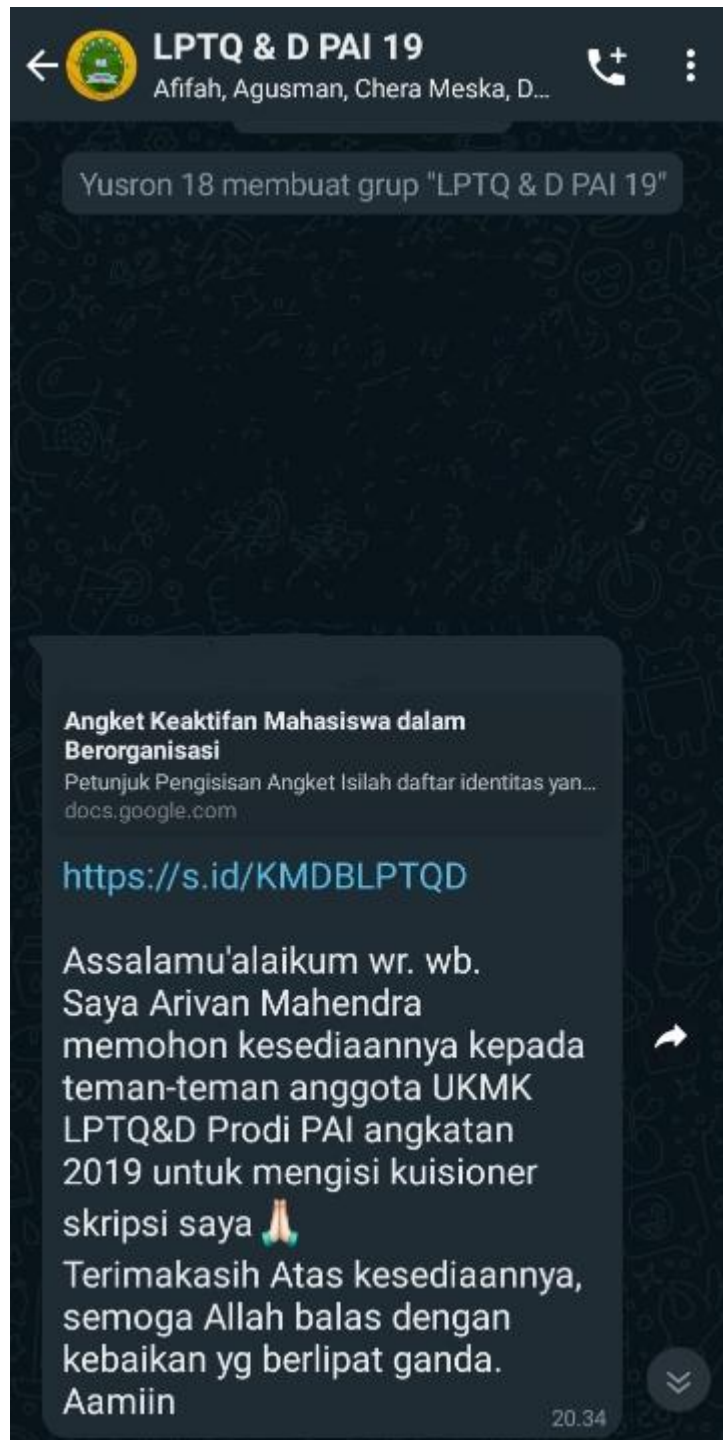 LPTQ & D PAI 19
Afifah, Agusman, Chera Meska, D...
Yusron 18 membuat grup "LPTQ & D PAI 19"
Angket Keaktifan Mahasiswa dalam
Berorganisasi
Petunjuk Pengisisan Angket Isilah daftar identitas yan...
docs.google.com
https://s.id/KMDBLPTQD
Assalamu'alaikum wr. wb.
Saya Arivan Mahendra
memohon kesediaannya kepada
teman-teman anggota UKMK
LPTQ&D Prodi PAI angkatan
2019 untuk mengisi kuisioner
skripsi saya 🙏🏻
Terimakasih Atas kesediaannya,
semoga Allah balas dengan
kebaikan yg berlipat ganda.
Aamiin
20.34